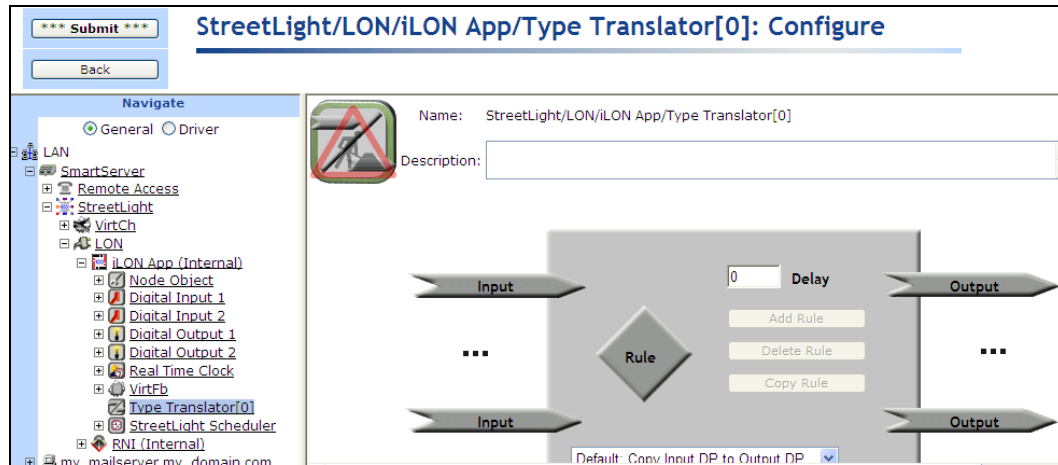 *** Submit ***
StreetLight/LON/iLON App/Type Translator[0]: Configure
Back
Navigate
General Driver
LAN
SmartServer
Remote Access
StreetLight
VirtCh
LON
iLON App (Internal)
Node Object
Digital Input 1
Digital Input 2
Digital Output 1
Digital Output 2
Real Time Clock
VirtFb
Type Translator[0]
StreetLight Scheduler
RNI (Internal)
my_mailserver.my_domain.com
Name: StreetLight/LON/iLON App/Type Translator[0]
Description:
Input
0 Delay
Output
Add Rule
...
Rule
Delete Rule
...
Copy Rule
Input
Output
Default: Copy Input DP to Output DP